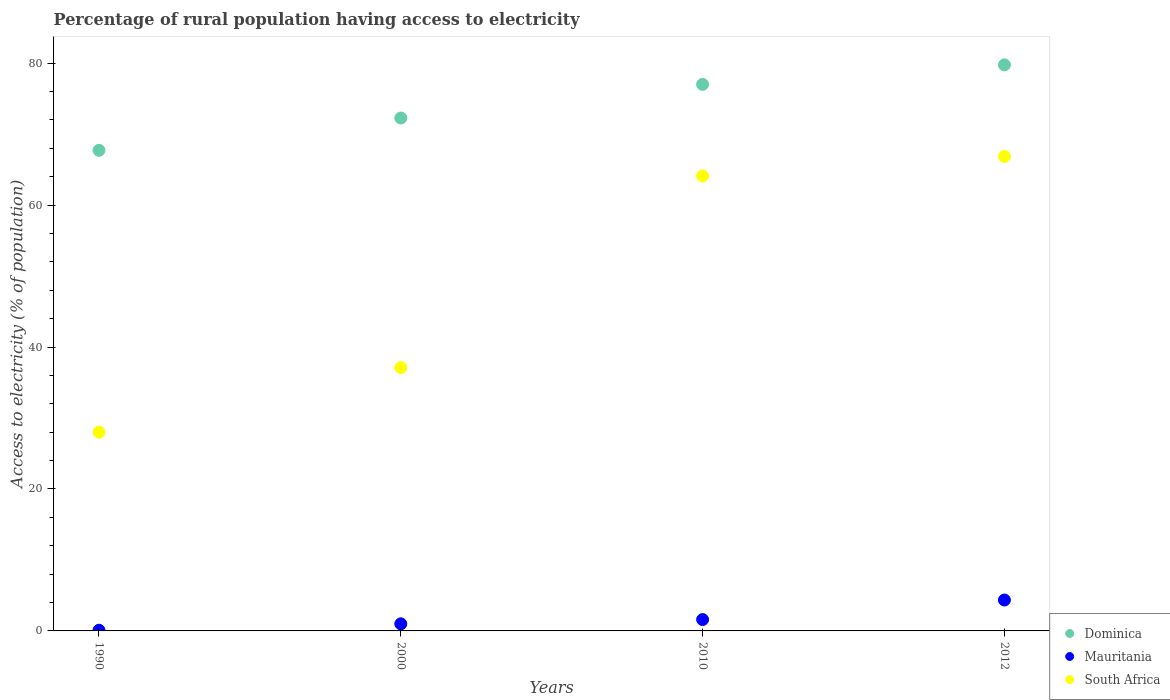 Percentage of rural population having access to electricity
Access to electricity (% of population)
80
60
40
20
0
1990
2000
2010
2012
Years
Dominica
Mauritania
South Africa